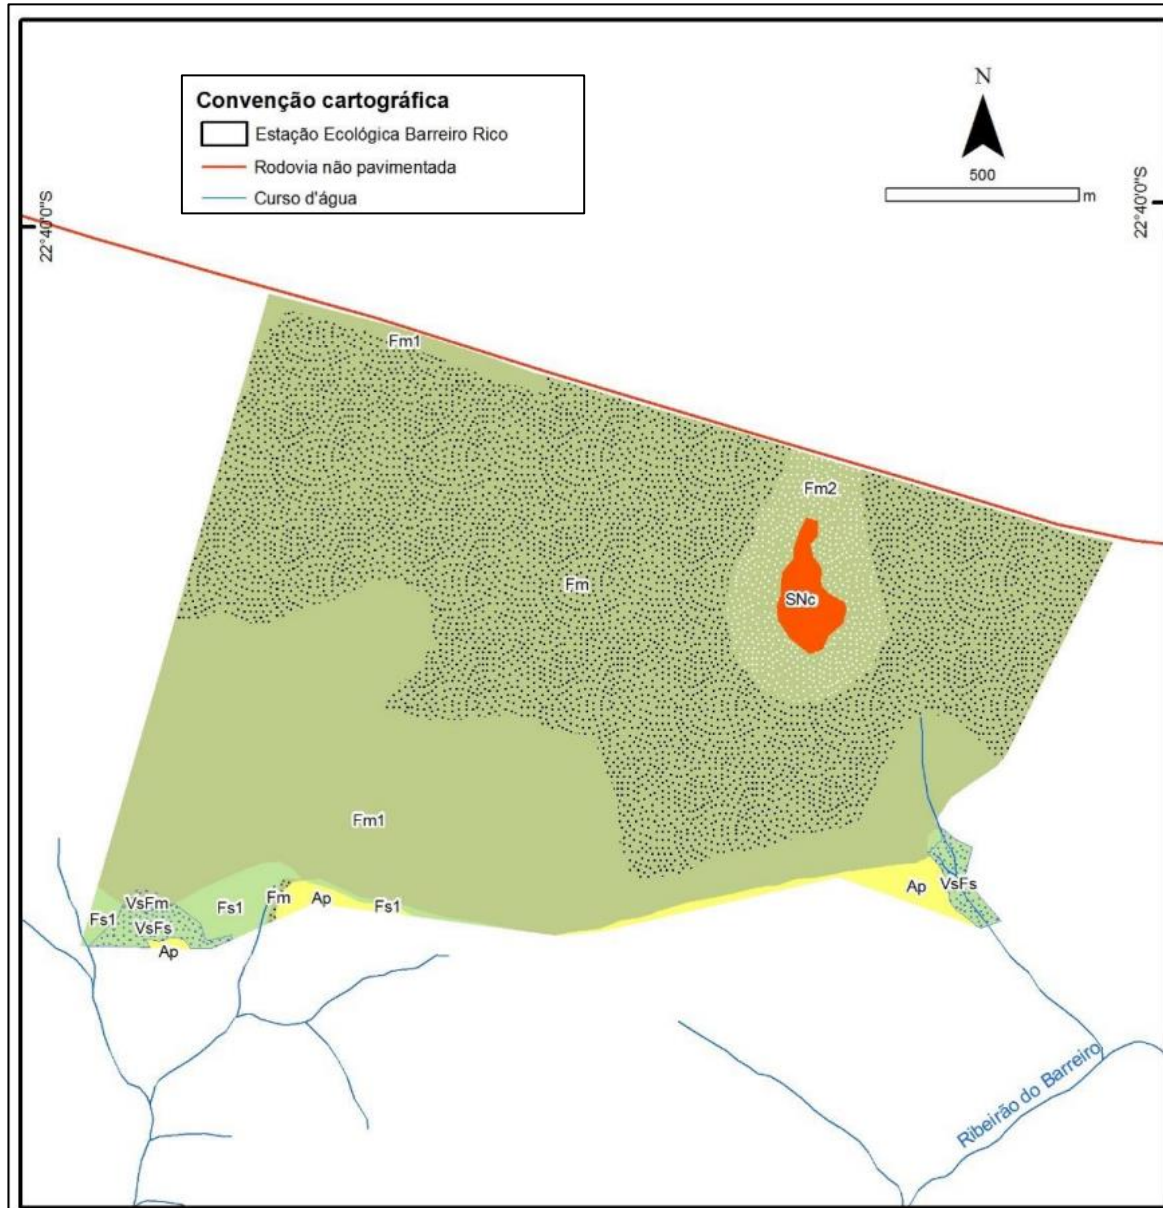 Convenção cartográfica
Estação Ecológica Barreiro Rico
Rodovia não pavimentada
Curso d'água
N
500
m
22°40'0"S
22°40'0"S
Fm1
Fm2
Fm
SNc
Fm1
VsFm
Fs1
VsFs
Ap
Fs1
Fm
Ap
Fs1
Ap
VsFs
Ribeirão do Barreiro